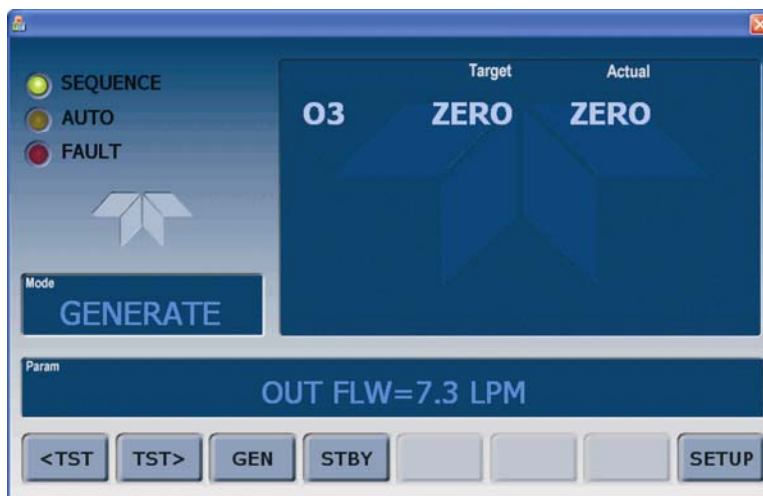 SEQUENCE
AUTO
FAULT
Target Actual
O3 ZERO ZERO
Mode
GENERATE
Param
OUT FLW=7.3 LPM
<TST TST> GEN STBY SETUP